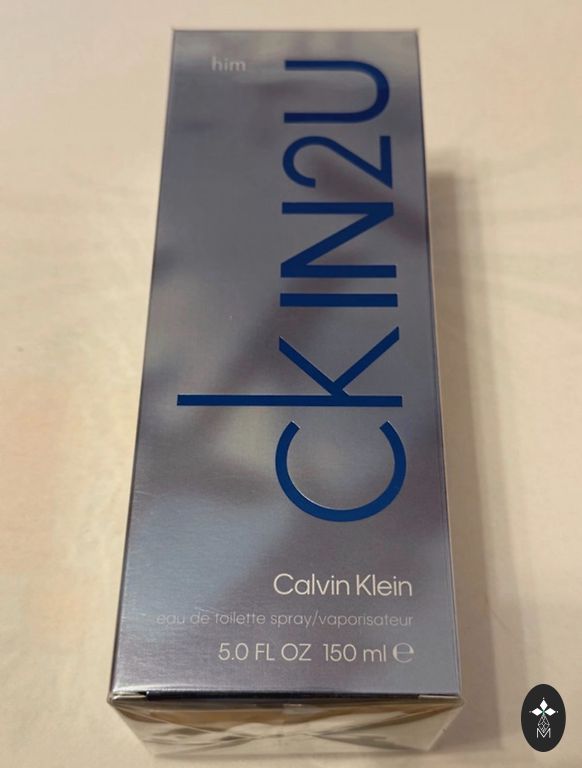 him
ckIN2U
Calvin Klein
eau de toilette spray/vaporisateur
5.0 FL OZ 150 ml ℮
M